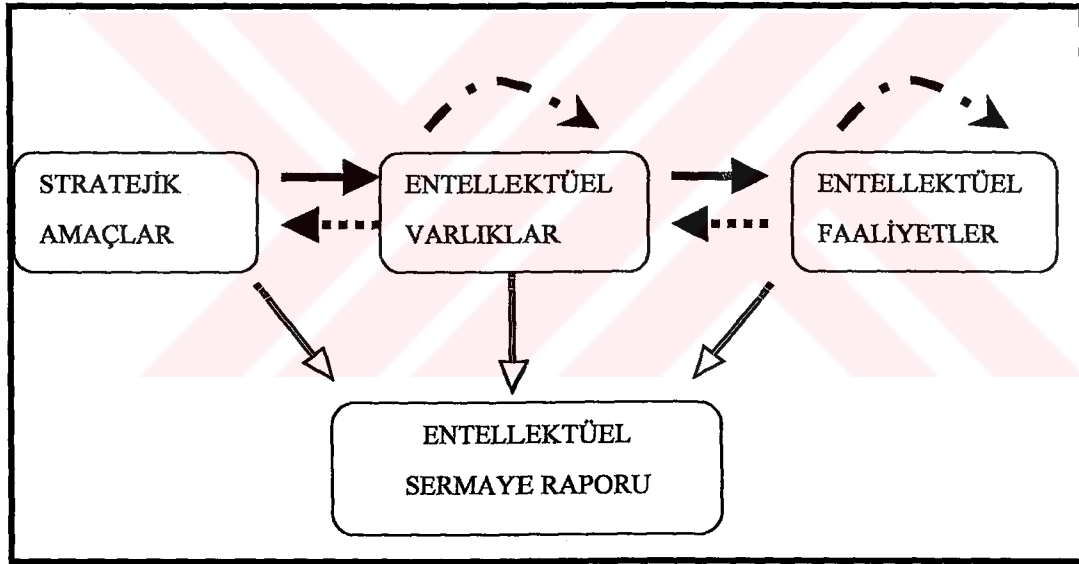 STRATEJİK
AMAÇLAR
ENTELLEKTÜEL
VARLIKLAR
ENTELLEKTÜEL
FAALİYETLER
ENTELLEKTÜEL
SERMAYE RAPORU